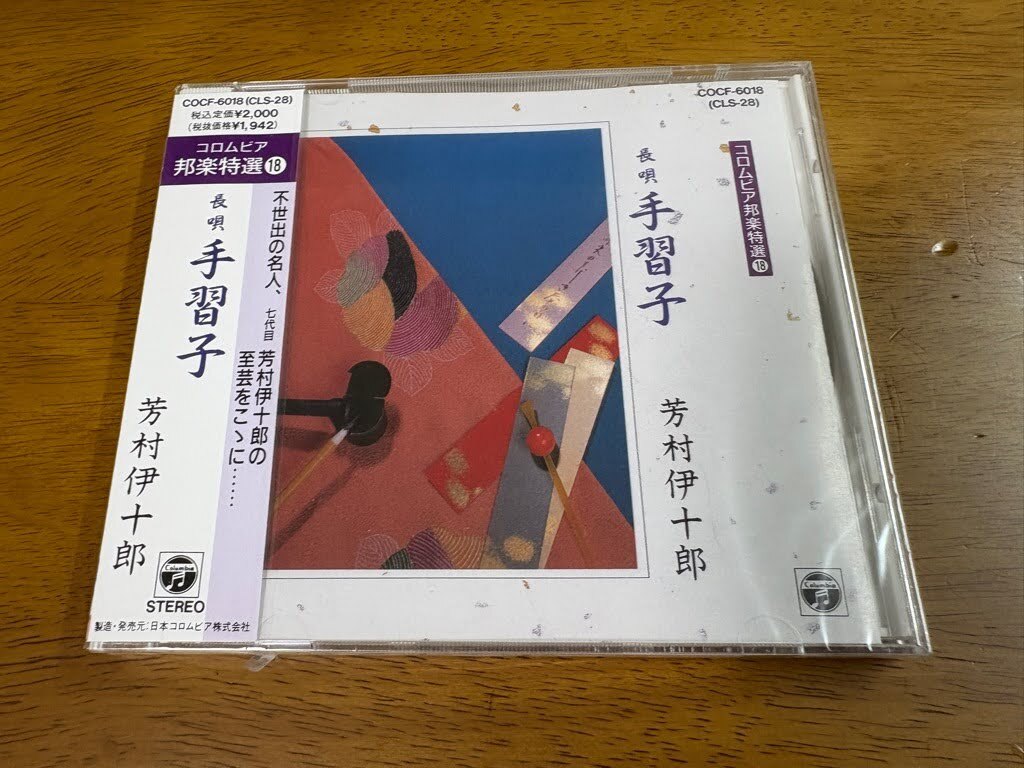 COCF-6018 (CLS-28)
税込定価¥2,000
(税抜価格¥1,942)
コロムビア
邦楽特選⑱
長唄
手習子
芳村伊十郎
不世出の名人、
七代目
芳村伊十郎の
至芸をこゝに……
Columbia
STEREO
製造・発売元:日本コロムビア株式会社
COCF-6018
(CLS-28)
コロムビア邦楽特選⑱
長唄
手習子
芳村伊十郎
Columbia